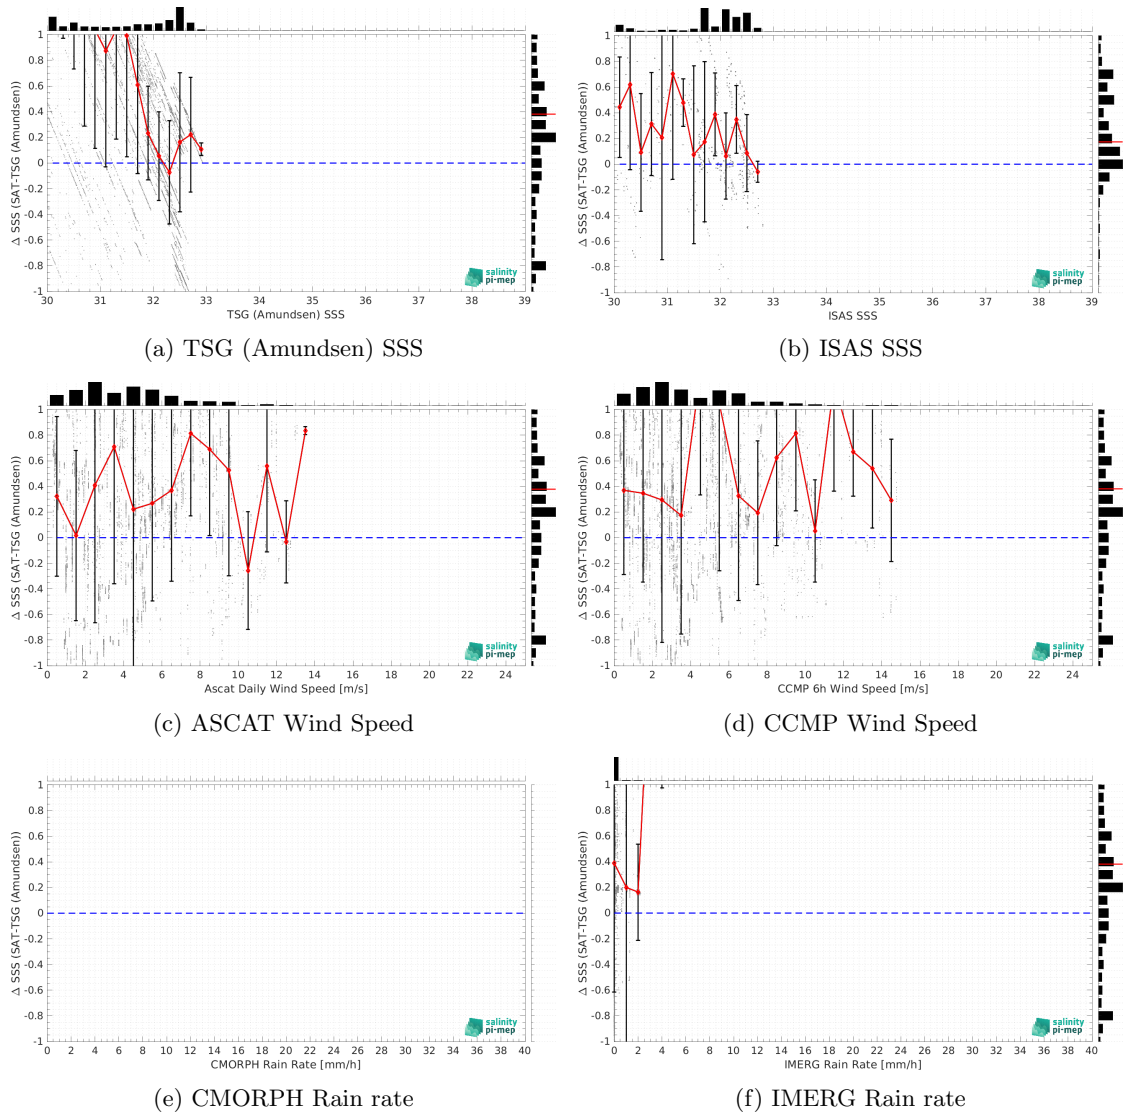 Δ SSS (SAT-TSG (Amundsen))
1
0.8
0.6
0.4
0.2
0
-0.2
-0.4
-0.6
-0.8
-1
salinity
pi-mep
30 31 32 33 34 35 36 37 38 39
TSG (Amundsen) SSS
(a) TSG (Amundsen) SSS
Δ SSS (SAT-TSG (Amundsen))
1
0.8
0.6
0.4
0.2
0
-0.2
-0.4
-0.6
-0.8
-1
salinity
pi-mep
30 31 32 33 34 35 36 37 38 39
ISAS SSS
(b) ISAS SSS
Δ SSS (SAT-TSG (Amundsen))
1
0.8
0.6
0.4
0.2
0
-0.2
-0.4
-0.6
-0.8
-1
salinity
pi-mep
0 2 4 6 8 10 12 14 16 18 20 22 24
Ascat Daily Wind Speed [m/s]
(c) ASCAT Wind Speed
Δ SSS (SAT-TSG (Amundsen))
1
0.8
0.6
0.4
0.2
0
-0.2
-0.4
-0.6
-0.8
-1
salinity
pi-mep
0 2 4 6 8 10 12 14 16 18 20 22 24
CCMP 6h Wind Speed [m/s]
(d) CCMP Wind Speed
Δ SSS (SAT-TSG (Amundsen))
1
0.8
0.6
0.4
0.2
0
-0.2
-0.4
-0.6
-0.8
-1
salinity
pi-mep
0 2 4 6 8 10 12 14 16 18 20 22 24 26 28 30 32 34 36 38 40
CMORPH Rain Rate [mm/h]
(e) CMORPH Rain rate
Δ SSS (SAT-TSG (Amundsen))
1
0.8
0.6
0.4
0.2
0
-0.2
-0.4
-0.6
-0.8
-1
salinity
pi-mep
0 2 4 6 8 10 12 14 16 18 20 22 24 26 28 30 32 34 36 38 40
IMERG Rain Rate [mm/h]
(f) IMERG Rain rate